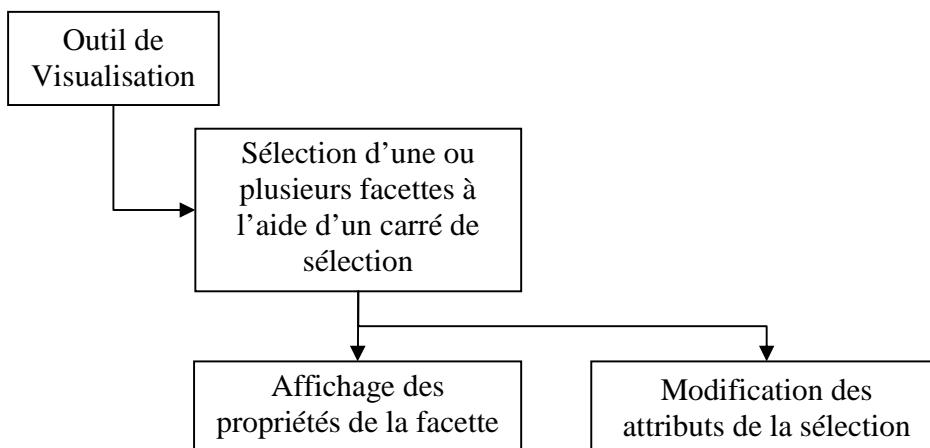 Outil de
Visualisation
Sélection d’une ou
plusieurs facettes à
l’aide d’un carré de
sélection
Affichage des
propriétés de la facette
Modification des
attributs de la sélection